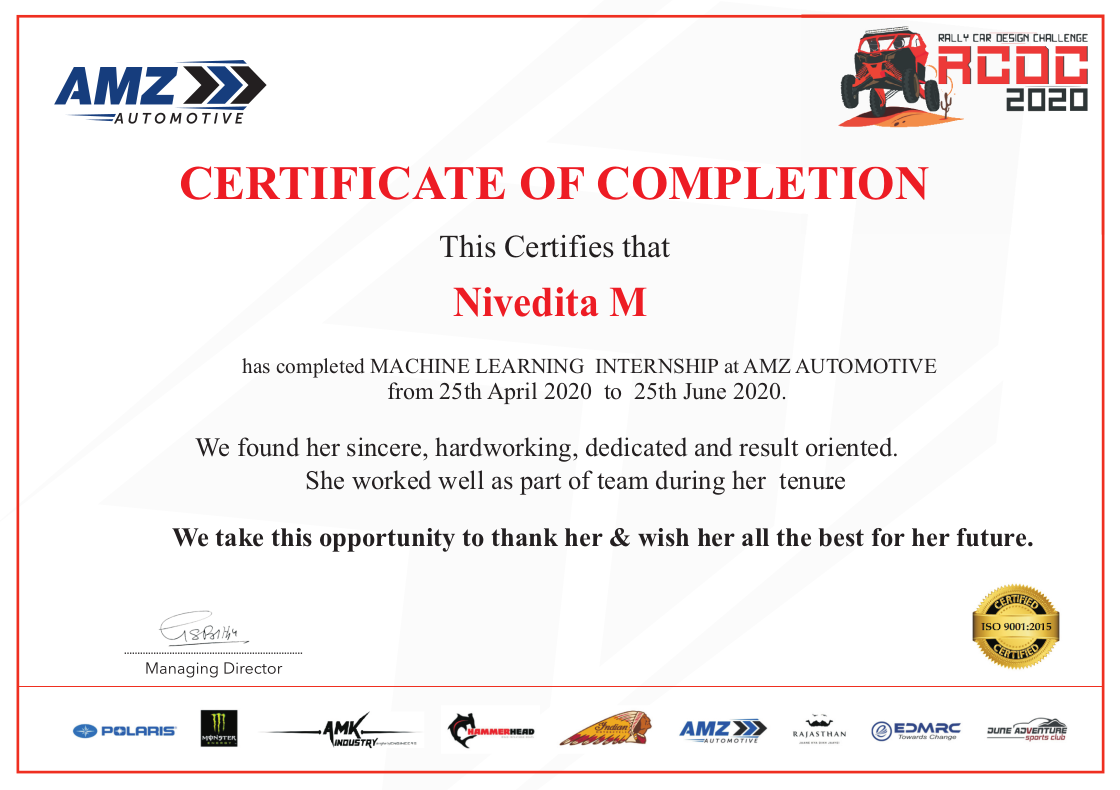 AMZ
AUTOMOTIVE
RALLY CAR DESIGN CHALLENGE
RCDC
2020
CERTIFICATE OF COMPLETION
This Certifies that
Nivedita M
has completed MACHINE LEARNING INTERNSHIP at AMZ AUTOMOTIVE
from 25th April 2020 to 25th June 2020.
We found her sincere, hardworking, dedicated and result oriented.
She worked well as part of team during her tenure
We take this opportunity to thank her & wish her all the best for her future.
CERTIFIED
ISO 9001:2015
CERTIFIED
Managing Director
POLARIS
MONSTER
ENERGY
AMK
INDUSTRY
HAMMERHEAD
Indian
AMZ
AUTOMOTIVE
RAJASTHAN
EDMRC
Towards Change
DUNE ADVENTURE
sports club